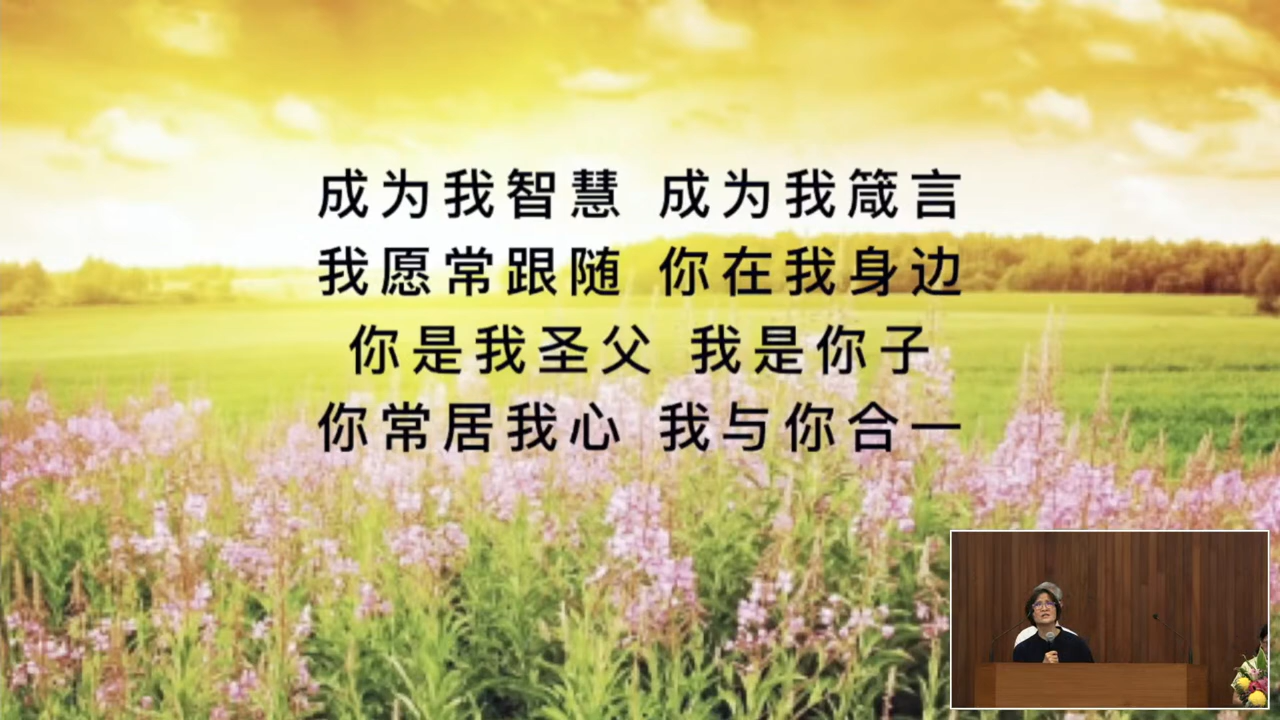 成为我智慧 成为我箴言
我愿常跟随 你在我身边
你是我圣父 我是你子
你常居我心 我与你合一